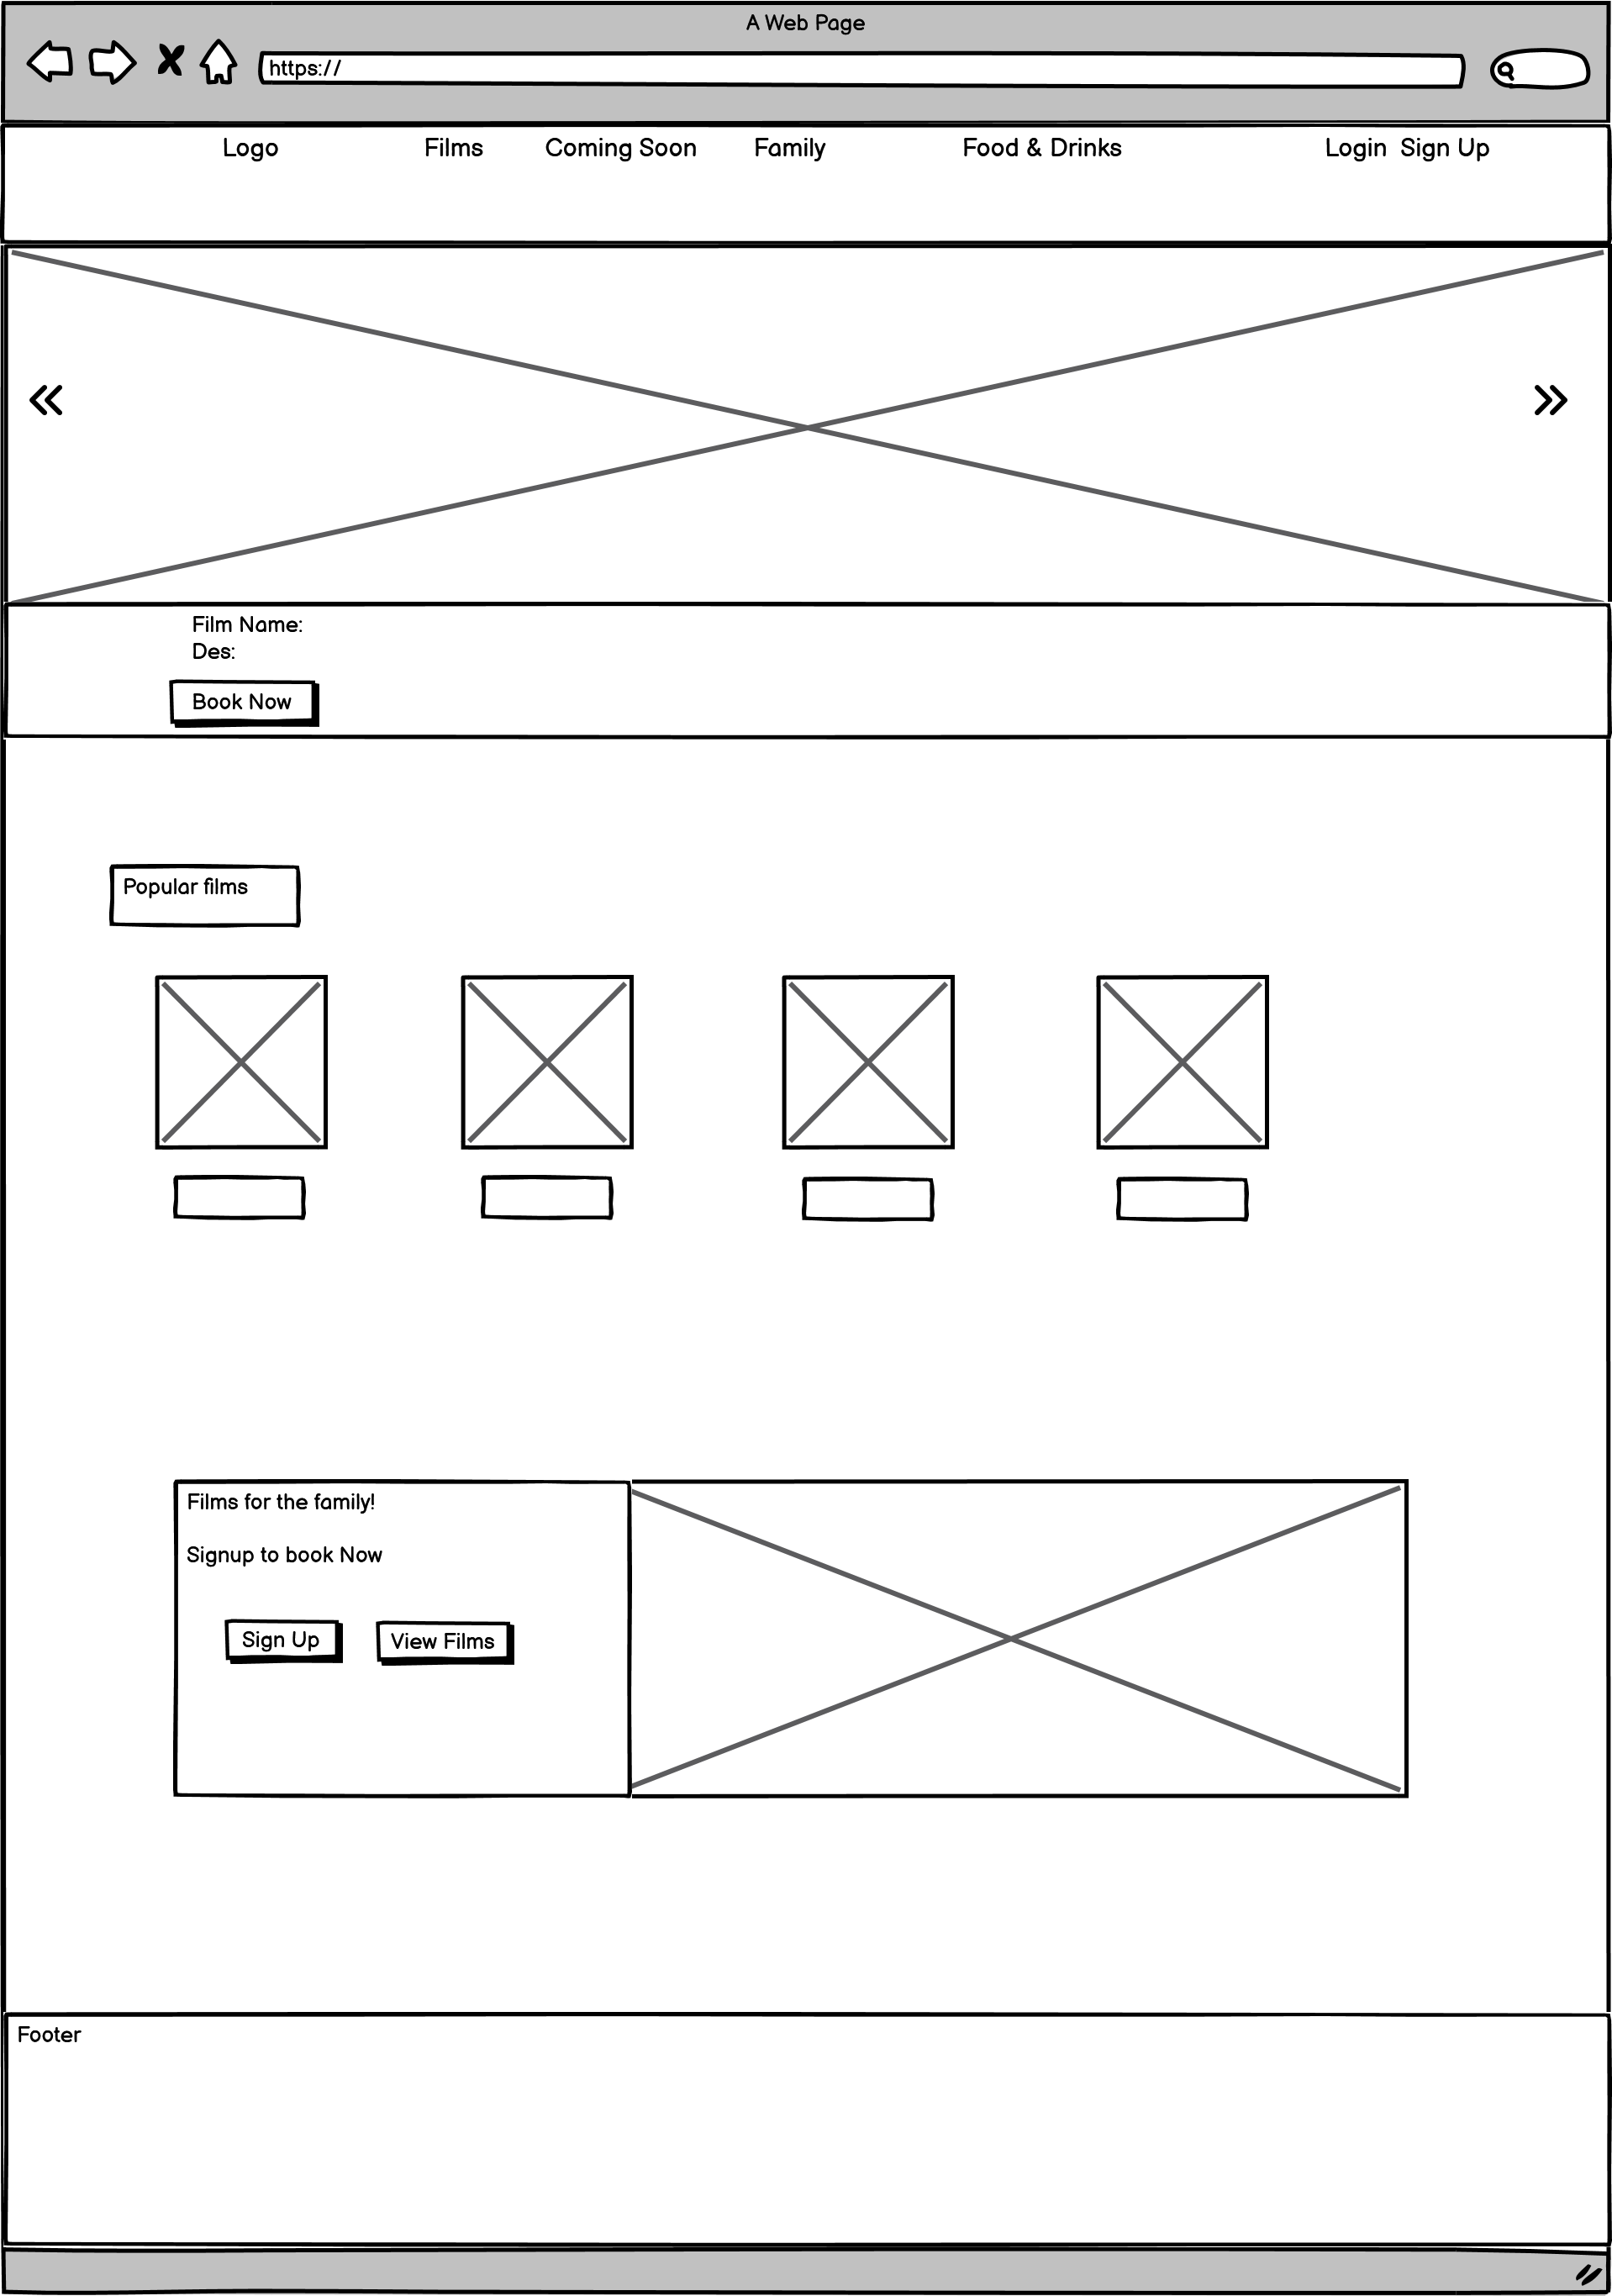 A Web Page
https://
Logo Films Coming Soon Family Food & Drinks Login Sign Up
Film Name:
Des:
Book Now
Popular films
Films for the family!
Signup to book Now
Sign Up View Films
Footer